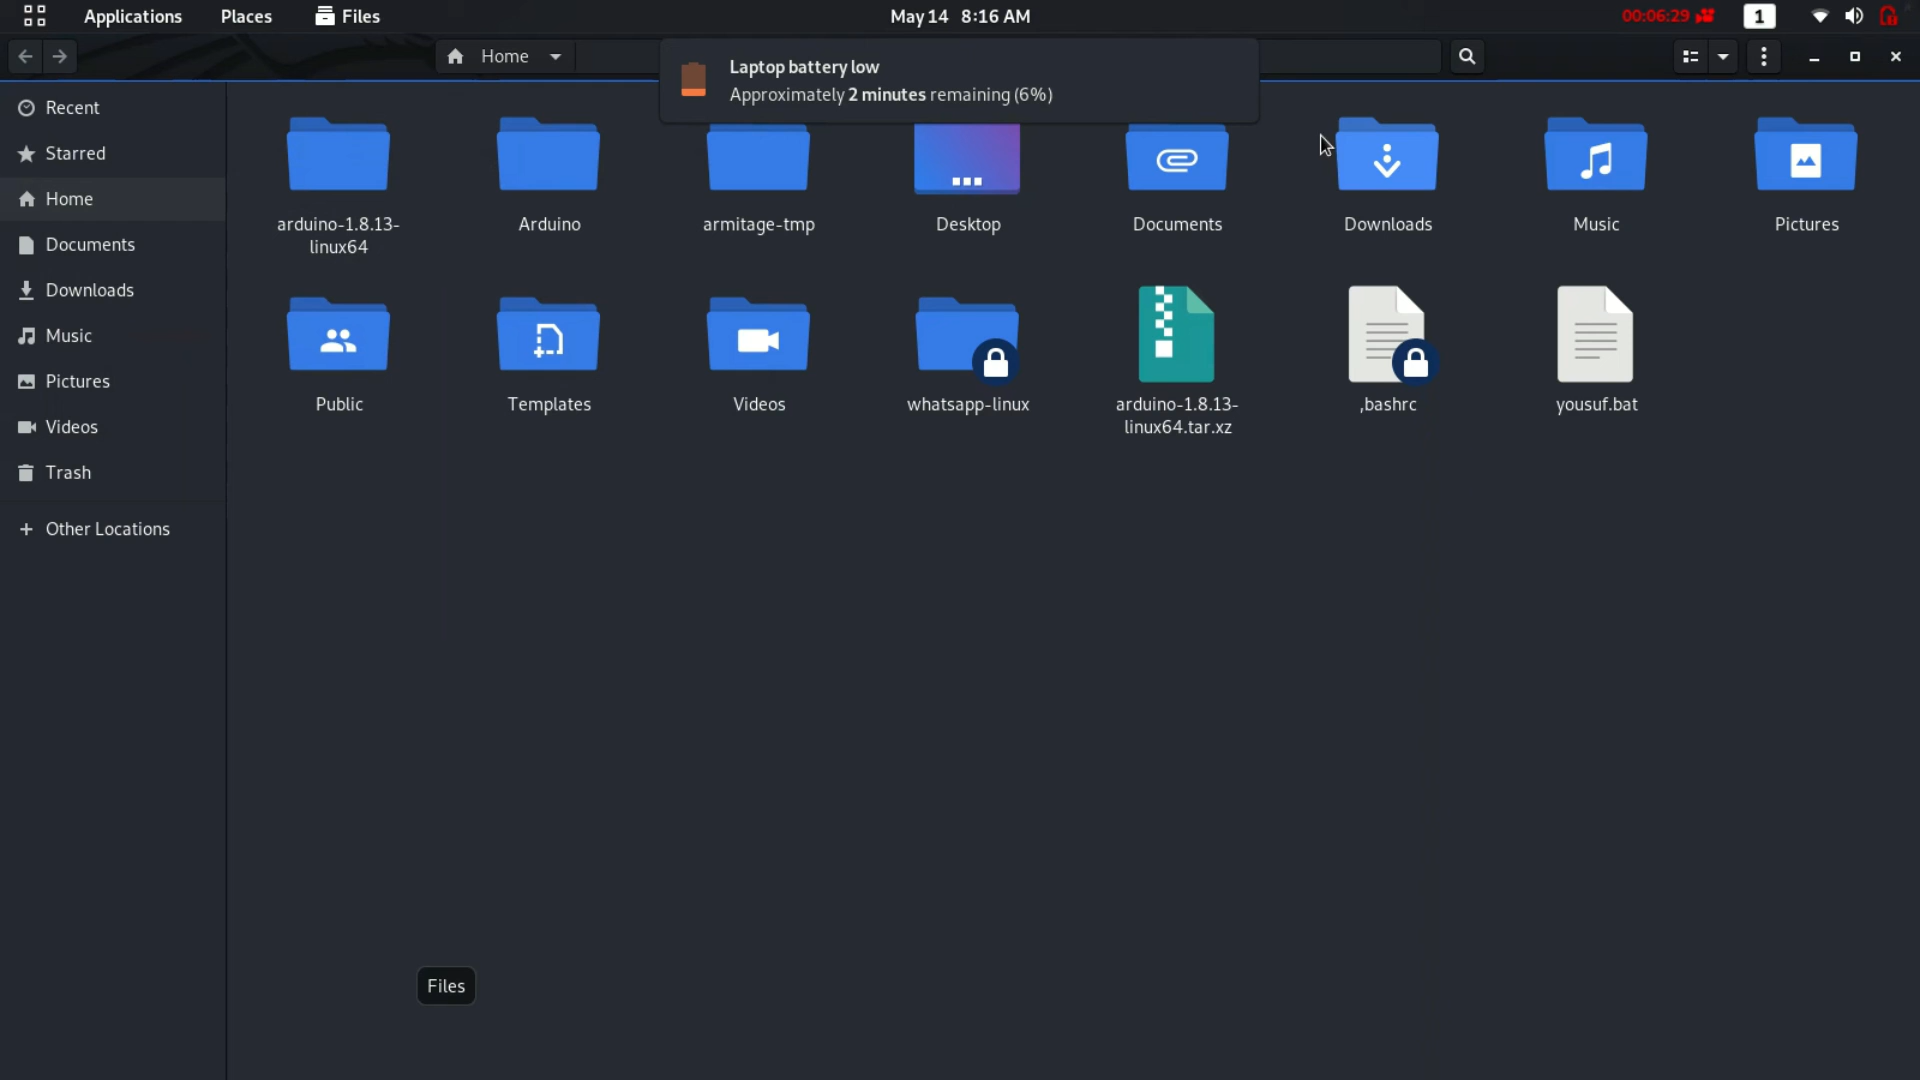 Applications Places Files May 14 8:16 AM 00:06:29 1
Home
Laptop battery low
Approximately 2 minutes remaining (6%)
Recent
Starred
Home
Documents
Downloads
Music
Pictures
Videos
Trash
Other Locations
arduino-1.8.13-
linux64
Arduino
armitage-tmp
Desktop
Documents
Downloads
Music
Pictures
Public
Templates
Videos
whatsapp-linux
arduino-1.8.13-
linux64.tar.xz
,bashrc
yousuf.bat
Files